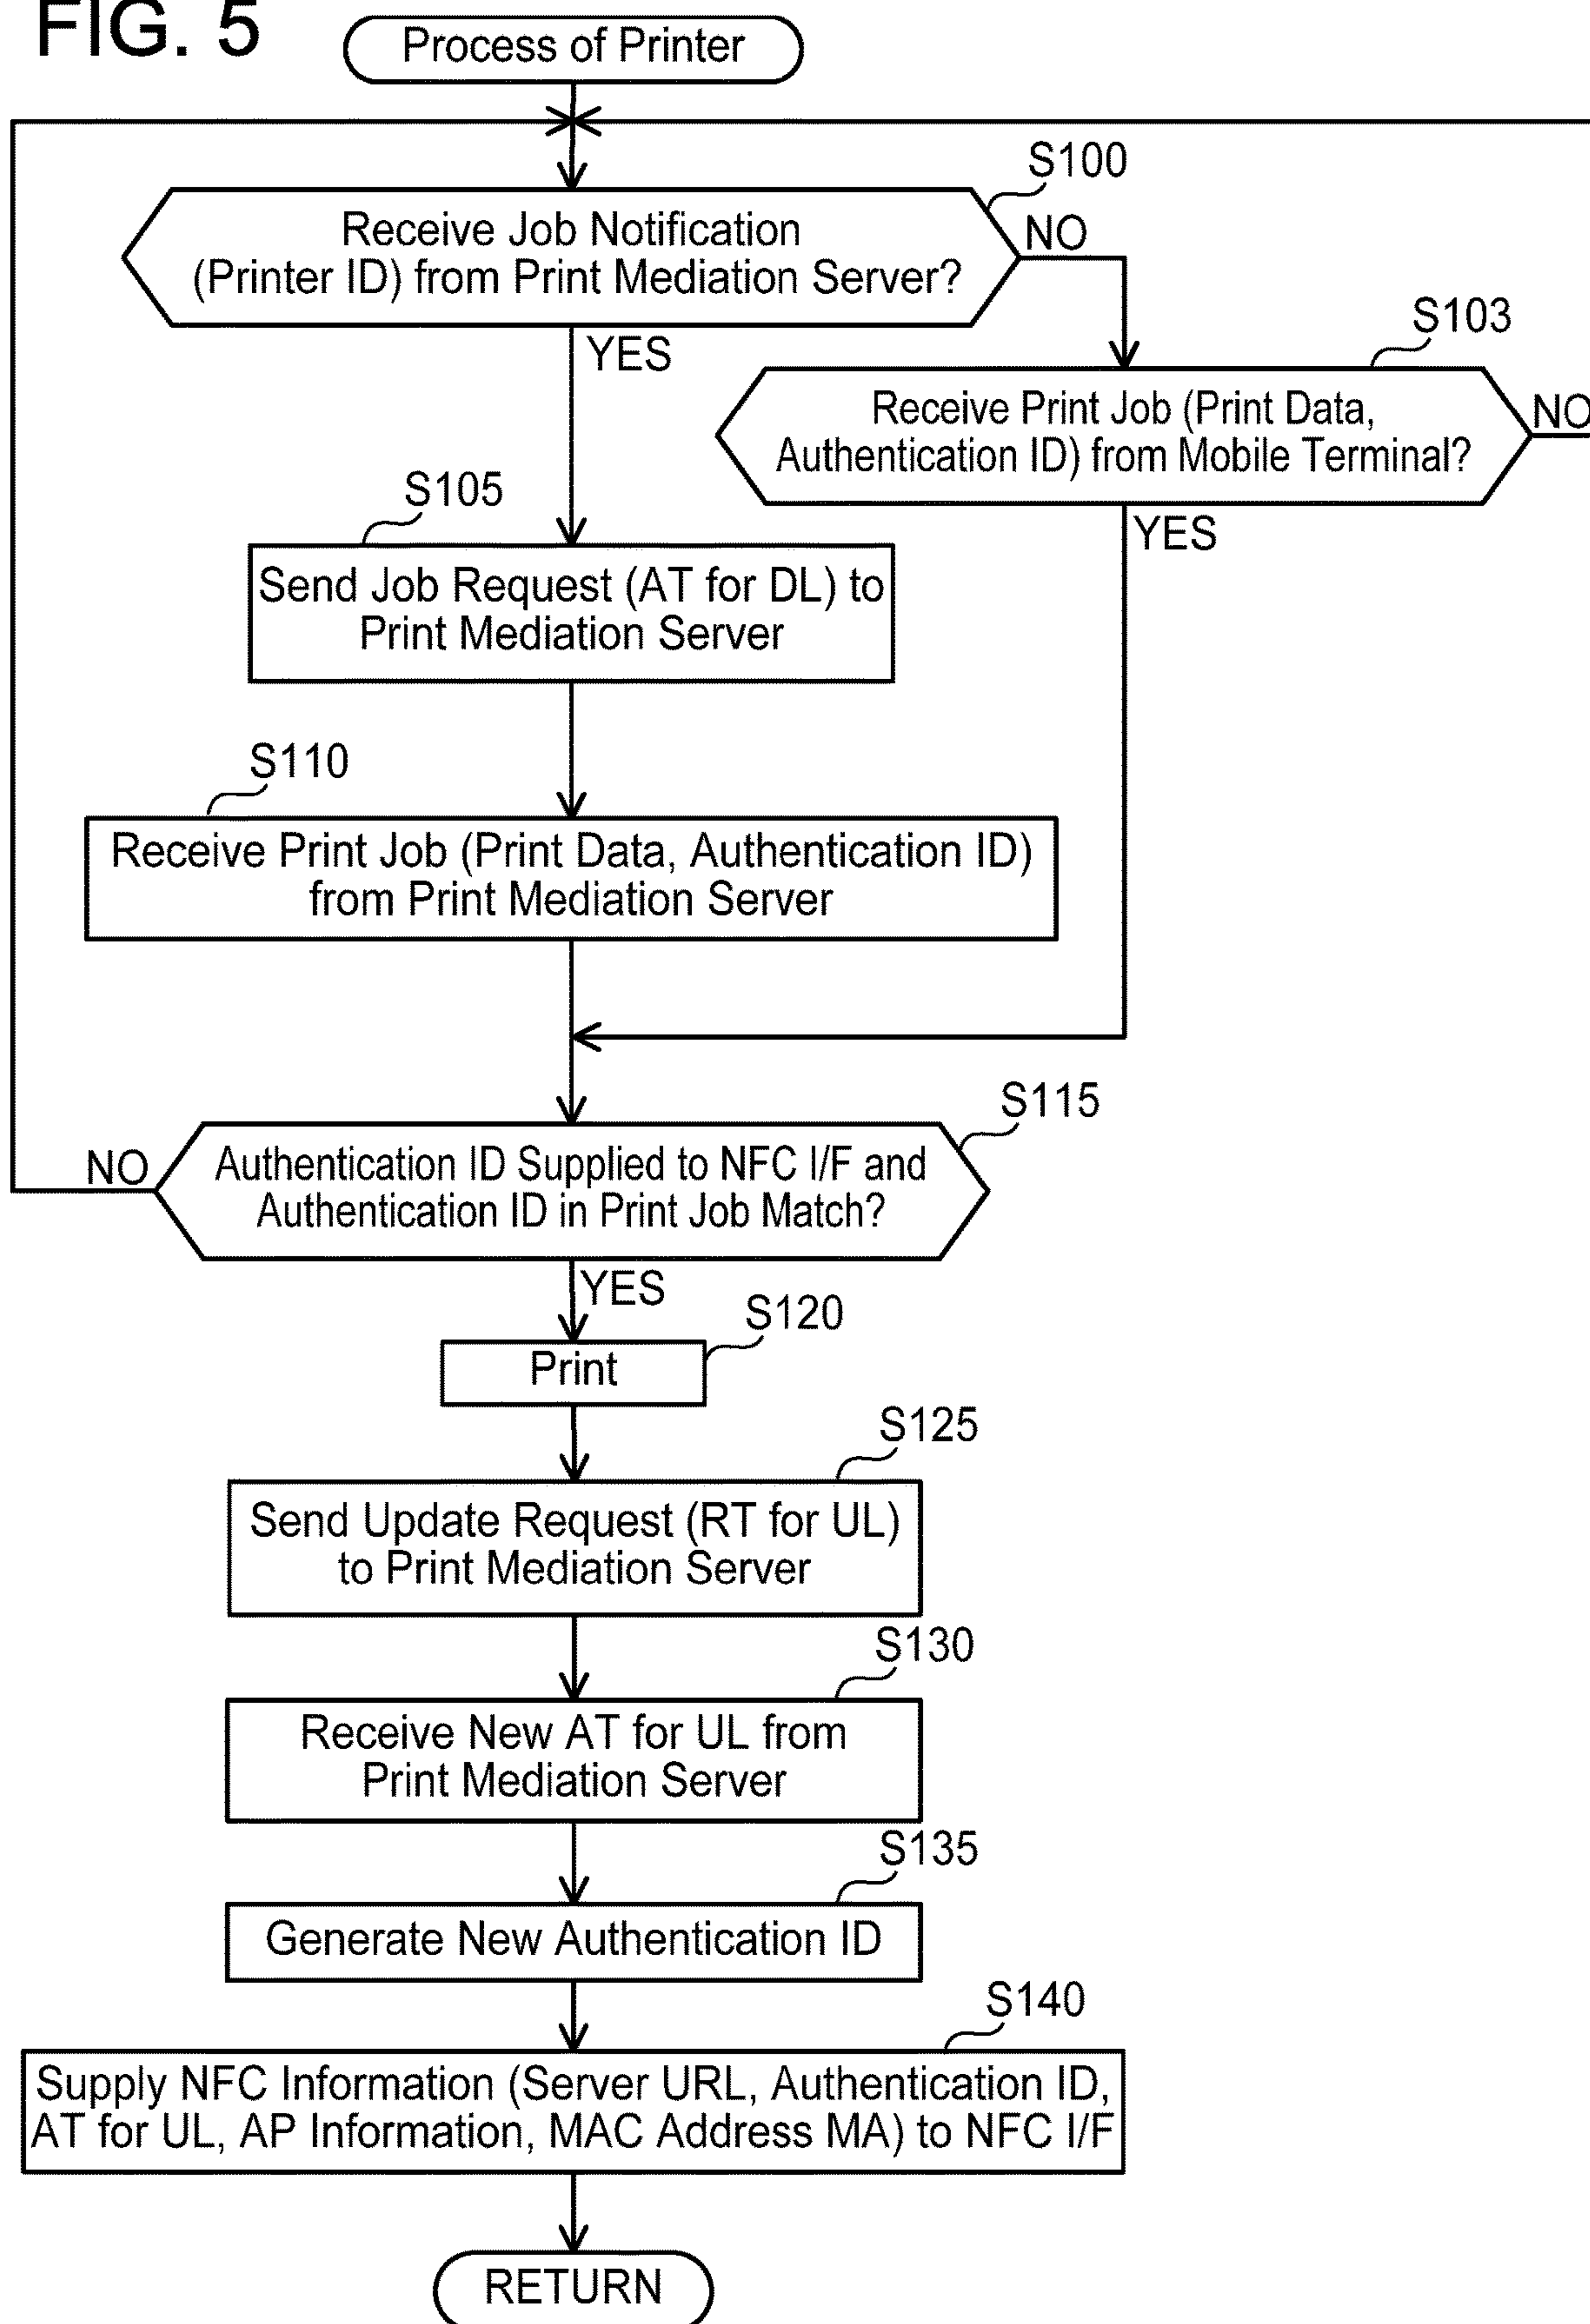 FIG. 5
Process of Printer
S100
Receive Job Notification
(Printer ID) from Print Mediation Server?
NO
YES
S103
Receive Print Job (Print Data,
Authentication ID) from Mobile Terminal?
NO
YES
S105
Send Job Request (AT for DL) to
Print Mediation Server
S110
Receive Print Job (Print Data, Authentication ID)
from Print Mediation Server
S115
Authentication ID Supplied to NFC I/F and
Authentication ID in Print Job Match?
NO
YES
S120
Print
S125
Send Update Request (RT for UL)
to Print Mediation Server
S130
Receive New AT for UL from
Print Mediation Server
S135
Generate New Authentication ID
S140
Supply NFC Information (Server URL, Authentication ID,
AT for UL, AP Information, MAC Address MA) to NFC I/F
RETURN